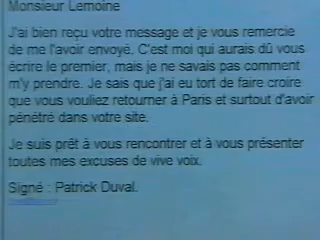 Monsieur Lemoine
J'ai bien reçu votre message et je vous remercie
de me l'avoir envoyé. C'est moi qui aurais dû vous
écrire le premier, mais je ne savais pas comment
m'y prendre. Je sais que j'ai eu tort de faire croire
que vous vouliez retourner à Paris et surtout d'avoir
pénétré dans votre site.
Je suis prêt à vous rencontrer et à vous présenter
toutes mes excuses de vive voix.
Signé : Patrick Duval.